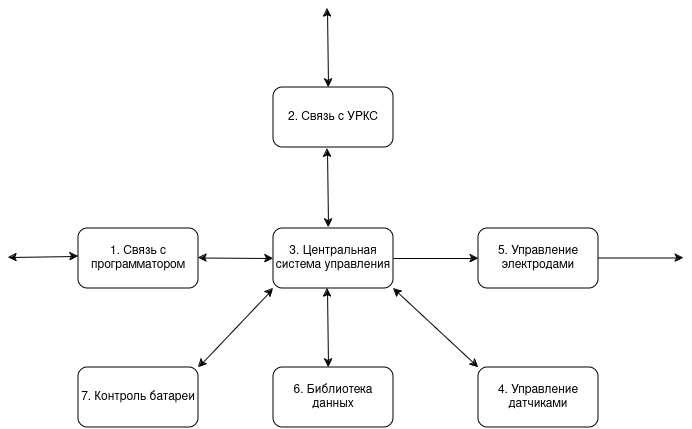 2. Связь с УРКС
1. Связь с
программатором
3. Центральная
система управления
5. Управление
электродами
7. Контроль батареи
6. Библиотека
данных
4. Управление
датчиками